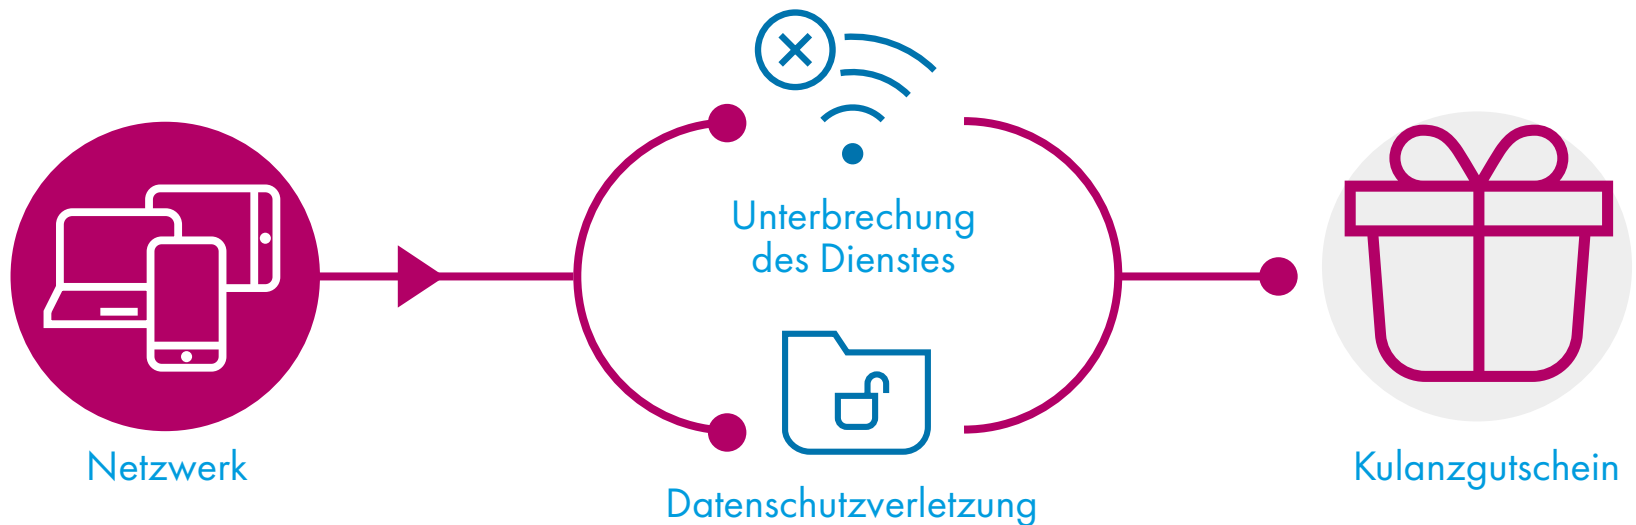 Netzwerk
Unterbrechung
des Dienstes
Datenschutzverletzung
Kulanzgutschein